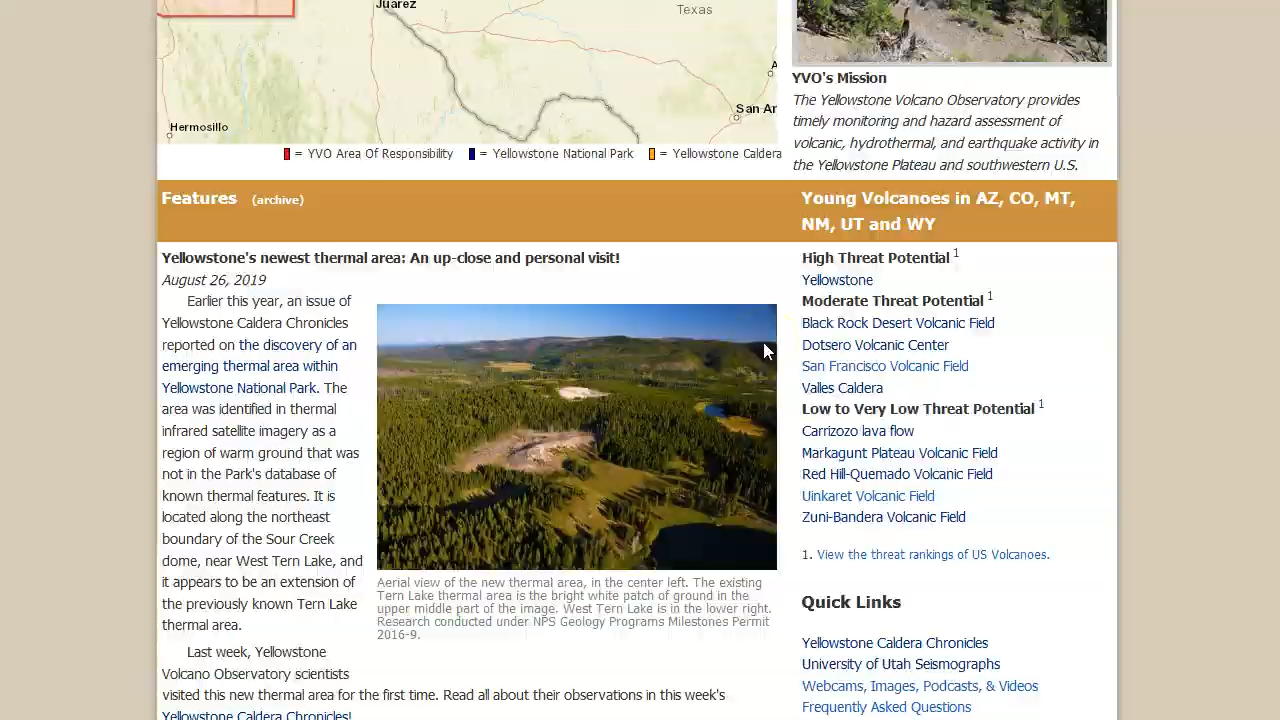 Juarez
Texas
A
San Ar
Hermosillo
= YVO Area Of Responsibility = Yellowstone National Park = Yellowstone Caldera
YVO's Mission
The Yellowstone Volcano Observatory provides
timely monitoring and hazard assessment of
volcanic, hydrothermal, and earthquake activity in
the Yellowstone Plateau and southwestern U.S.
Features (archive)
Yellowstone's newest thermal area: An up-close and personal visit!
August 26, 2019
Earlier this year, an issue of
Yellowstone Caldera Chronicles
reported on the discovery of an
emerging thermal area within
Yellowstone National Park. The
area was identified in thermal
infrared satellite imagery as a
region of warm ground that was
not in the Park's database of
known thermal features. It is
located along the northeast
boundary of the Sour Creek
dome, near West Tern Lake, and
it appears to be an extension of
the previously known Tern Lake
thermal area.
Aerial view of the new thermal area, in the center left. The existing
Tern Lake thermal area is the bright white patch of ground in the
upper middle part of the image. West Tern Lake is in the lower right.
Research conducted under NPS Geology Programs Milestones Permit
2016-9.
Last week, Yellowstone
Volcano Observatory scientists
visited this new thermal area for the first time. Read all about their observations in this week's
Yellowstone Caldera Chronicles!
Young Volcanoes in AZ, CO, MT,
NM, UT and WY
High Threat Potential 1
Yellowstone
Moderate Threat Potential 1
Black Rock Desert Volcanic Field
Dotsero Volcanic Center
San Francisco Volcanic Field
Valles Caldera
Low to Very Low Threat Potential 1
Carrizozo lava flow
Markagunt Plateau Volcanic Field
Red Hill-Quemado Volcanic Field
Uinkaret Volcanic Field
Zuni-Bandera Volcanic Field
1. View the threat rankings of US Volcanoes.
Quick Links
Yellowstone Caldera Chronicles
University of Utah Seismographs
Webcams, Images, Podcasts, & Videos
Frequently Asked Questions